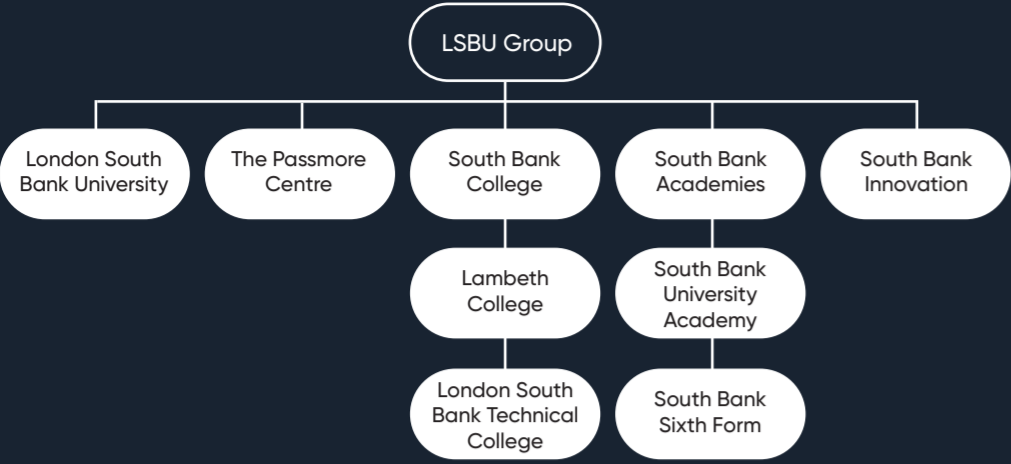 LSBU Group
London South
Bank University
The Passmore
Centre
South Bank
College
South Bank
Academies
South Bank
Innovation
Lambeth
College
South Bank
University
Academy
London South
Bank Technical
College
South Bank
Sixth Form